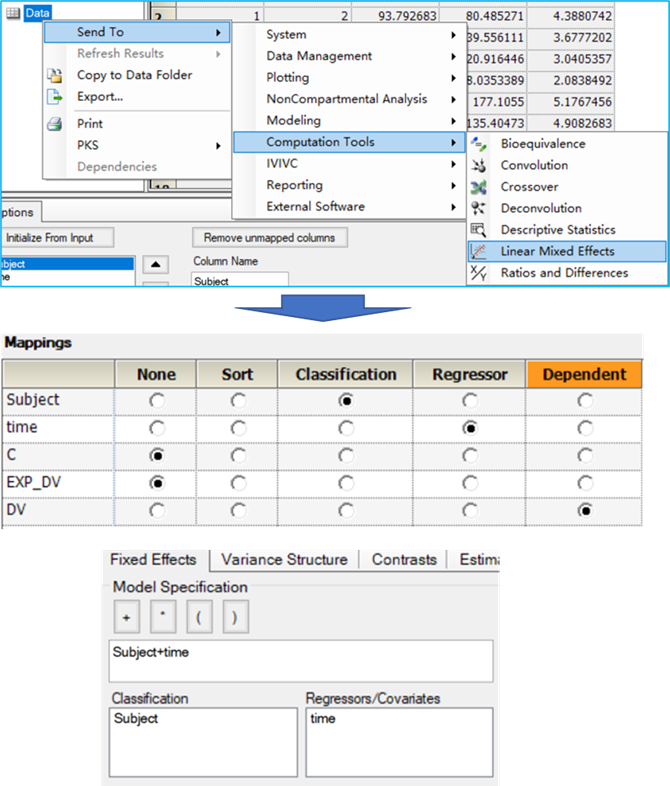 Data
2 1 2 93.792683 80.485271 4.3880742
Send To
System
39.556111 3.6777202
Refresh Results
Data Management
20.916446 3.0405357
Copy to Data Folder
Plotting
8.0353389 2.0838492
Export...
NonCompartmental Analysis
177.1055 5.1767456
Print
Modeling
135.40473 4.9082683
PKS
Computation Tools
Bioequivalence
Dependencies
IVIVC
Convolution
Reporting
Crossover
External Software
Deconvolution
ptions
Descriptive Statistics
Initialize From Input
Remove unmapped columns
Linear Mixed Effects
ubject
Column Name
Ratios and Differences
me
Subject
Mappings
None Sort Classification Regressor Dependent
Subject
time
C
EXP_DV
DV
Fixed Effects Variance Structure Contrasts Estima
Model Specification
+ * ( )
Subject+time
Classification Regressors/Covariates
Subject time